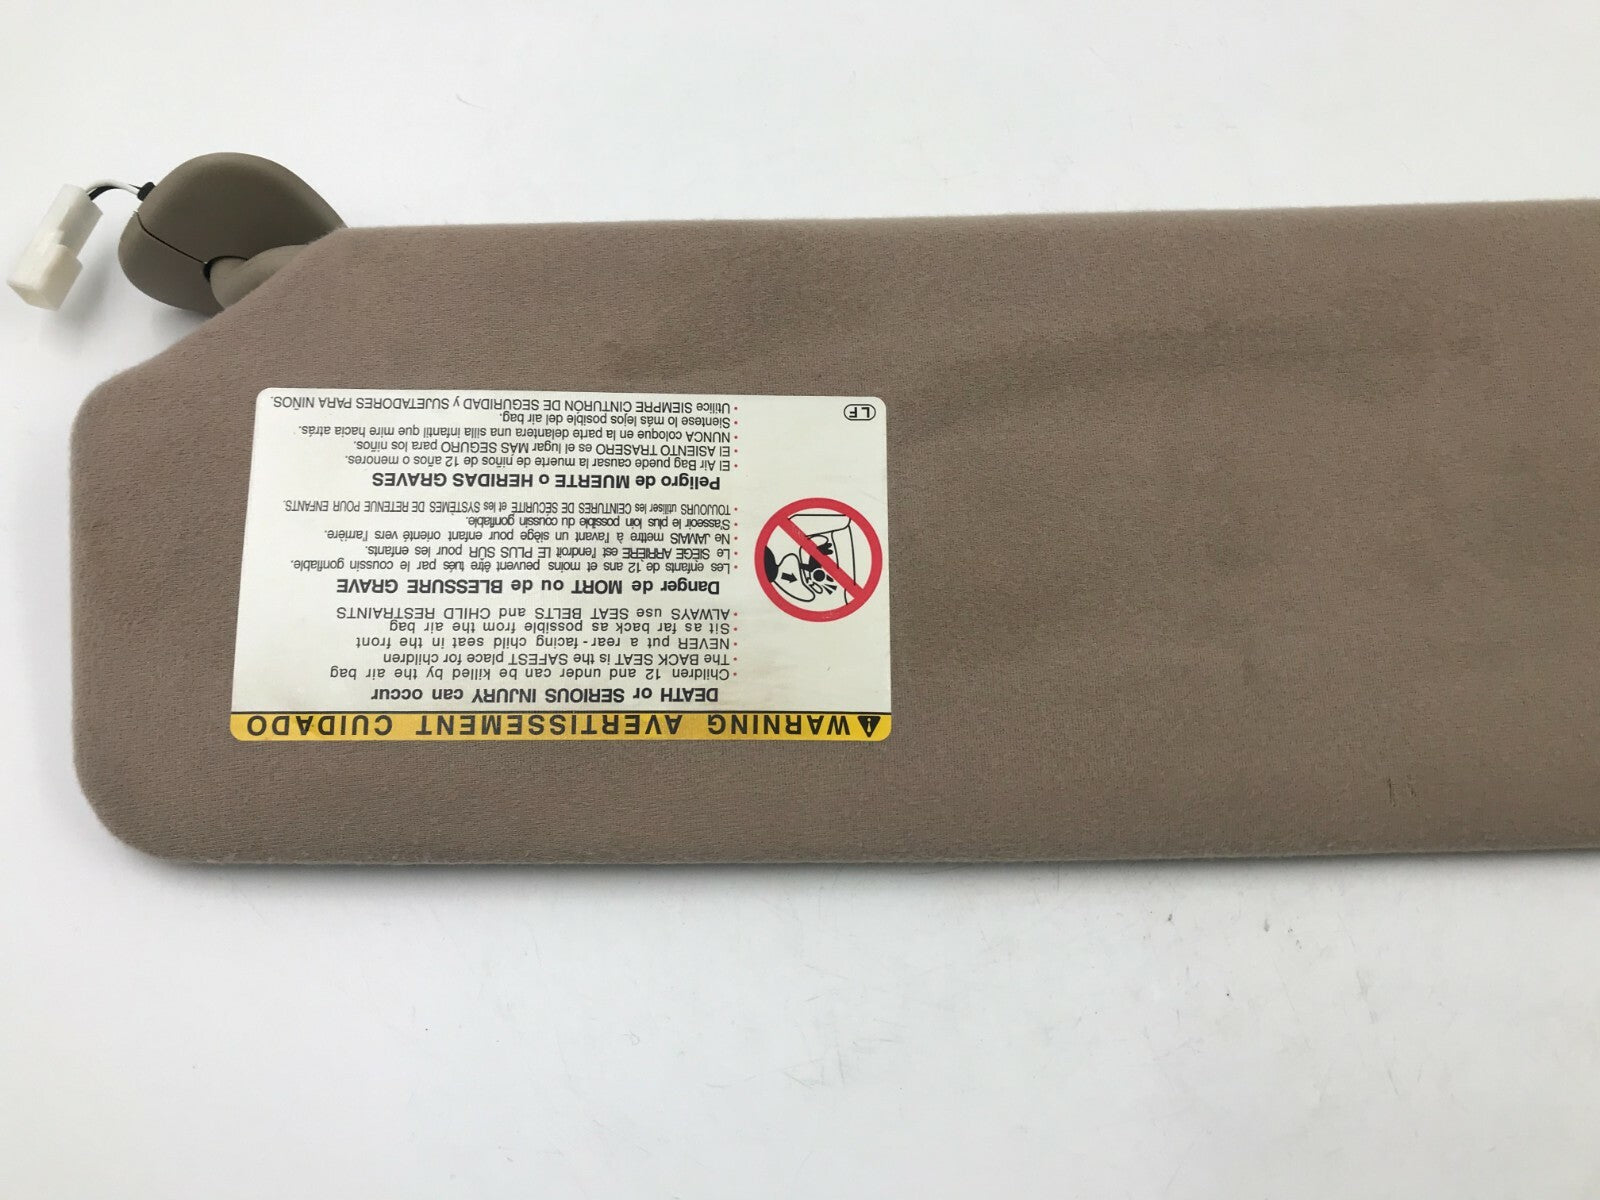 WARNING AVERTISSEMENT CUIDADO
DEATH or SERIOUS INJURY can occur
• Children 12 and under can be killed by the air bag
• The BACK SEAT is the SAFEST place for children
• NEVER put a rear-facing child seat in the front
• Sit as far back as possible from the air bag
• ALWAYS use SEAT BELTS and CHILD RESTRAINTS
Danger de MORT ou de BLESSURE GRAVE
• Les enfants de 12 ans et moins peuvent être tués par le coussin gonflable.
• Le SIEGE ARRIERE est l'endroit LE PLUS SÛR pour les enfants.
• Ne JAMAIS mettre à l'avant un siège pour enfant orienté vers l'arrière.
• S'asseoir le plus loin possible du coussin gonflable.
• TOUJOURS utiliser les CEINTURES DE SÉCURITE et les SYSTÈMES DE RETENUE POUR ENFANTS.
Peligro de MUERTE o HERIDAS GRAVES
• El Air Bag puede causar la muerte de niños de 12 años o menores.
• El ASIENTO TRASERO es el lugar MAS SEGURO para los niños.
• NUNCA coloque en la parte delantera una silla infantil que mire hacia atrás.
• Sientese lo más lejos posible del air bag.
• Utilice SIEMPRE CINTURÓN DE SEGURIDAD y SUJETADORES PARA NIÑOS.
LF